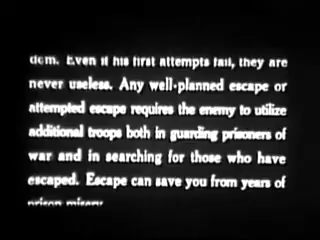 dom. Even if his first attempts fail, they are
never useless. Any well-planned escape or
attempted escape requires the enemy to utilize
additional troops both in guarding prisoners of
war and in searching for those who have
escaped. Escape can save you from years of
prison misery